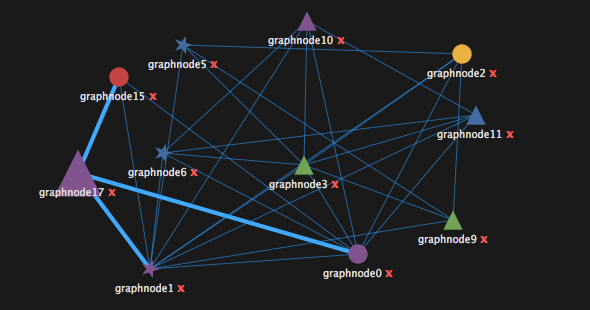 graphnode10 x
graphnode5 x
graphnode2 x
graphnode15 x
graphnode11 x
graphnode6 x
graphnode3 x
graphnode17 x
graphnode9 x
graphnode0 x
graphnode1 x